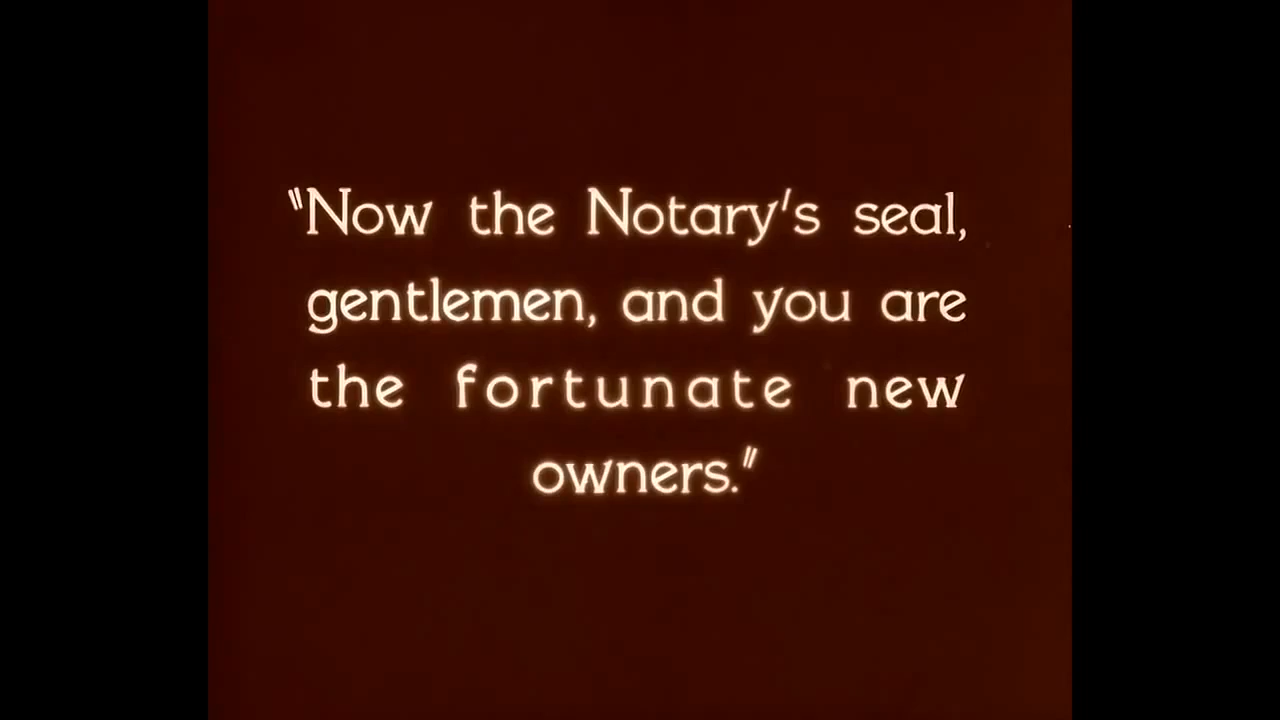 "Now the Notary's seal,
gentlemen, and you are
the fortunate new
owners."